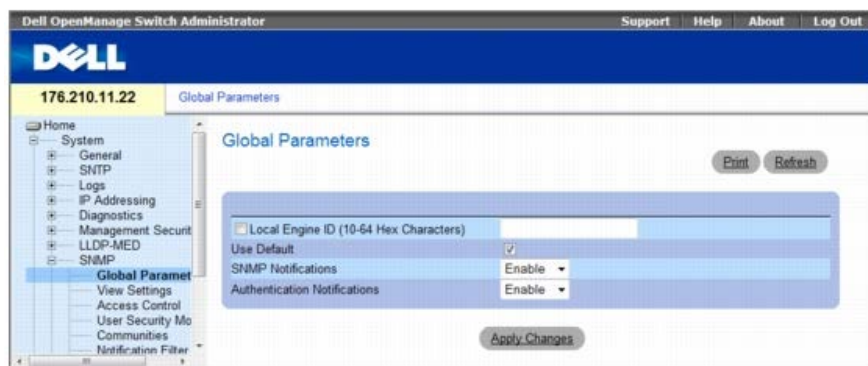 Dell OpenManage Switch Administrator
Support Help About Log Out
DELL
176.210.11.22
Global Parameters
Home
System
General
SNTP
Logs
IP Addressing
Diagnostics
Management Securit
LLDP-MED
SNMP
Global Paramet
View Settings
Access Control
User Security Mo
Communities
Notification Filter
Global Parameters
Print Refresh
Local Engine ID (10-64 Hex Characters)
Use Default
SNMP Notifications Enable
Authentication Notifications Enable
Apply Changes